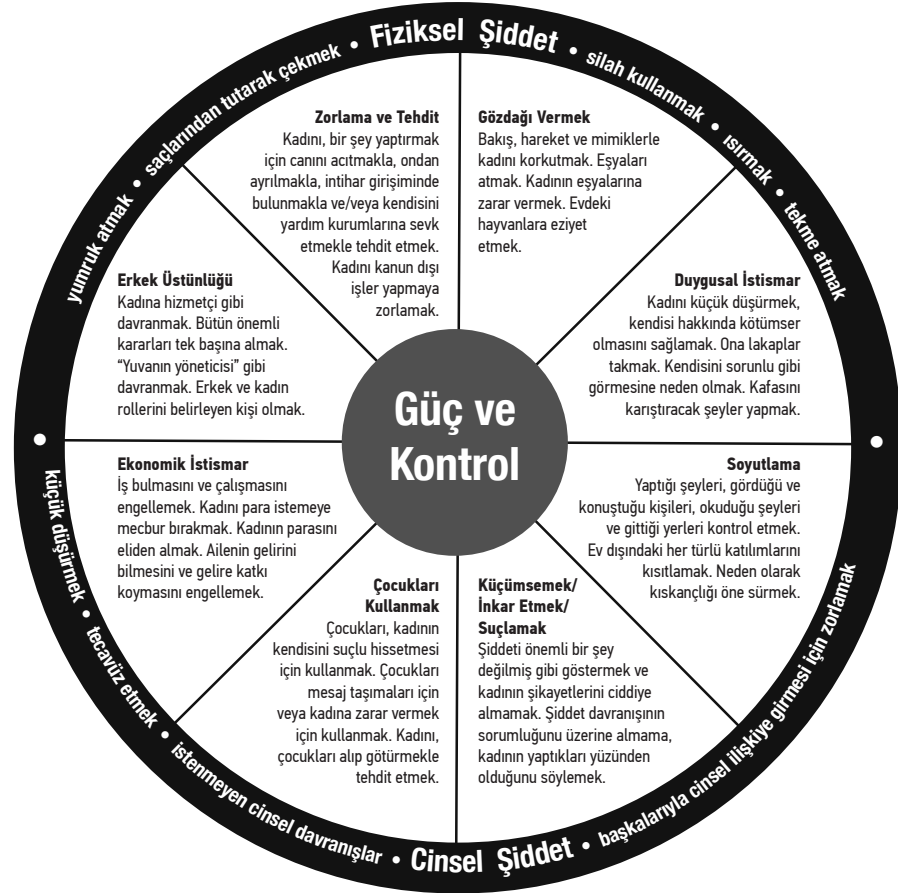 Fiziksel Şiddet • silah kullanmak • ısırmak • tekme atmak
yumruk atmak • saçlarından tutarak çekmek •
Zorlama ve Tehdit
Kadını, bir şey yaptırmak
için canını acıtmakla, ondan
ayrılmakla, intihar girişiminde
bulunmakla ve/veya kendisini
yardım kurumlarına sevk
etmekle tehdit etmek.
Kadını kanun dışı
işler yapmaya
zorlamak.
Gözdağı Vermek
Bakış, hareket ve mimiklerle
kadını korkutmak. Eşyaları
atmak. Kadının eşyalarına
zarar vermek. Evdeki
hayvanlara eziyet
etmek.
Erkek Üstünlüğü
Kadına hizmetçi gibi
davranmak. Bütün önemli
kararları tek başına almak.
“Yuvanın yöneticisi” gibi
davranmak. Erkek ve kadın
rollerini belirleyen kişi olmak.
Duygusal İstismar
Kadını küçük düşürmek,
kendisi hakkında kötümser
olmasını sağlamak. Ona lakaplar
takmak. Kendisini sorunlu gibi
görmesine neden olmak. Kafasını
karıştıracak şeyler yapmak.
Güç ve
Kontrol
Ekonomik İstismar
İş bulmasını ve çalışmasını
engellemek. Kadını para istemeye
mecbur bırakmak. Kadının parasını
eliden almak. Ailenin gelirini
bilmesini ve gelire katkı
koymasını engellemek.
Soyutlama
Yaptığı şeyleri, gördüğü ve
konuştuğu kişileri, okuduğu şeyleri
ve gittiği yerleri kontrol etmek.
Ev dışındaki her türlü katılımlarını
kısıtlamak. Neden olarak
kıskançlığı öne sürmek.
Çocukları
Kullanmak
Çocukları, kadının
kendisini suçlu hissetmesi
için kullanmak. Çocukları
mesaj taşımaları için
veya kadına zarar vermek
için kullanmak. Kadını,
çocukları alıp götürmekle
tehdit etmek.
Küçümsemek/
İnkar Etmek/
Suçlamak
Şiddeti önemli bir şey
değilmiş gibi göstermek ve
kadının şikayetlerini ciddiye
almamak. Şiddet davranışının
sorumluğunu üzerine almama,
kadının yaptıkları yüzünden
olduğunu söylemek.
küçük düşürmek • tecavüz etmek • istenmeyen cinsel davranışlar • Cinsel Şiddet • başkalarıyla cinsel ilişkiye girmesi için zorlamak